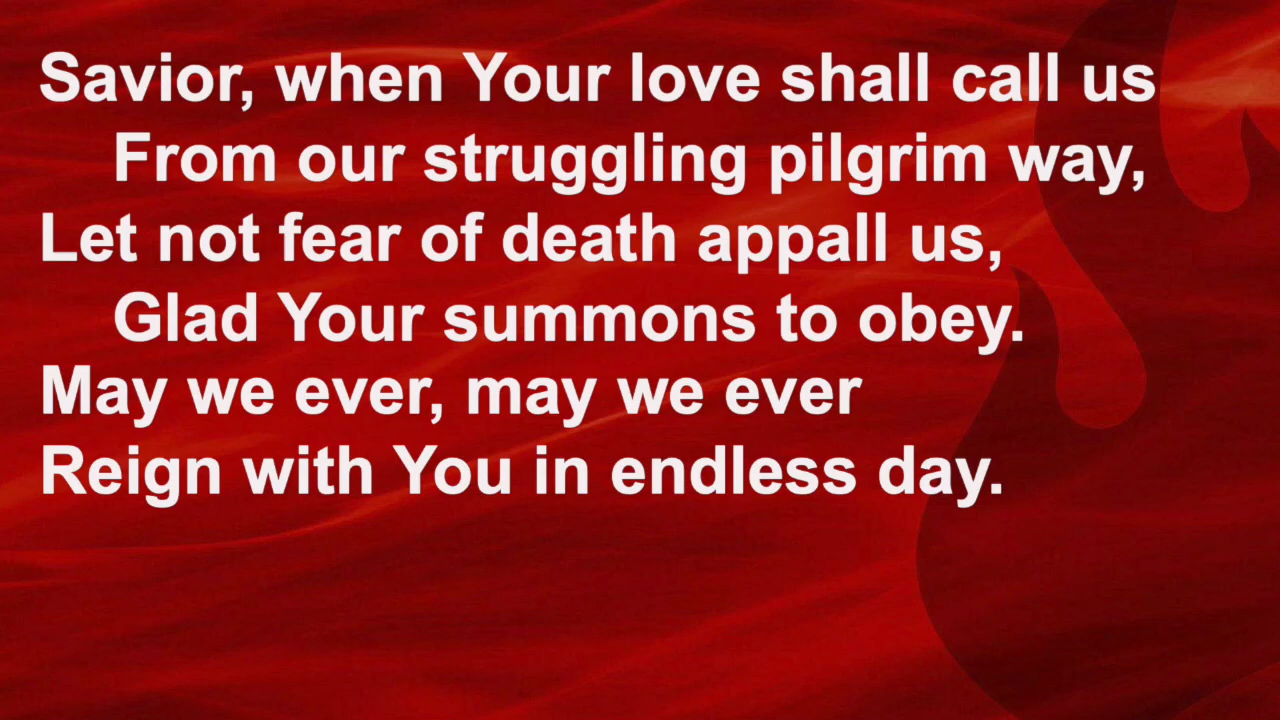 Savior, when Your love shall call us
From our struggling pilgrim way,
Let not fear of death appall us,
Glad Your summons to obey.
May we ever, may we ever
Reign with You in endless day.